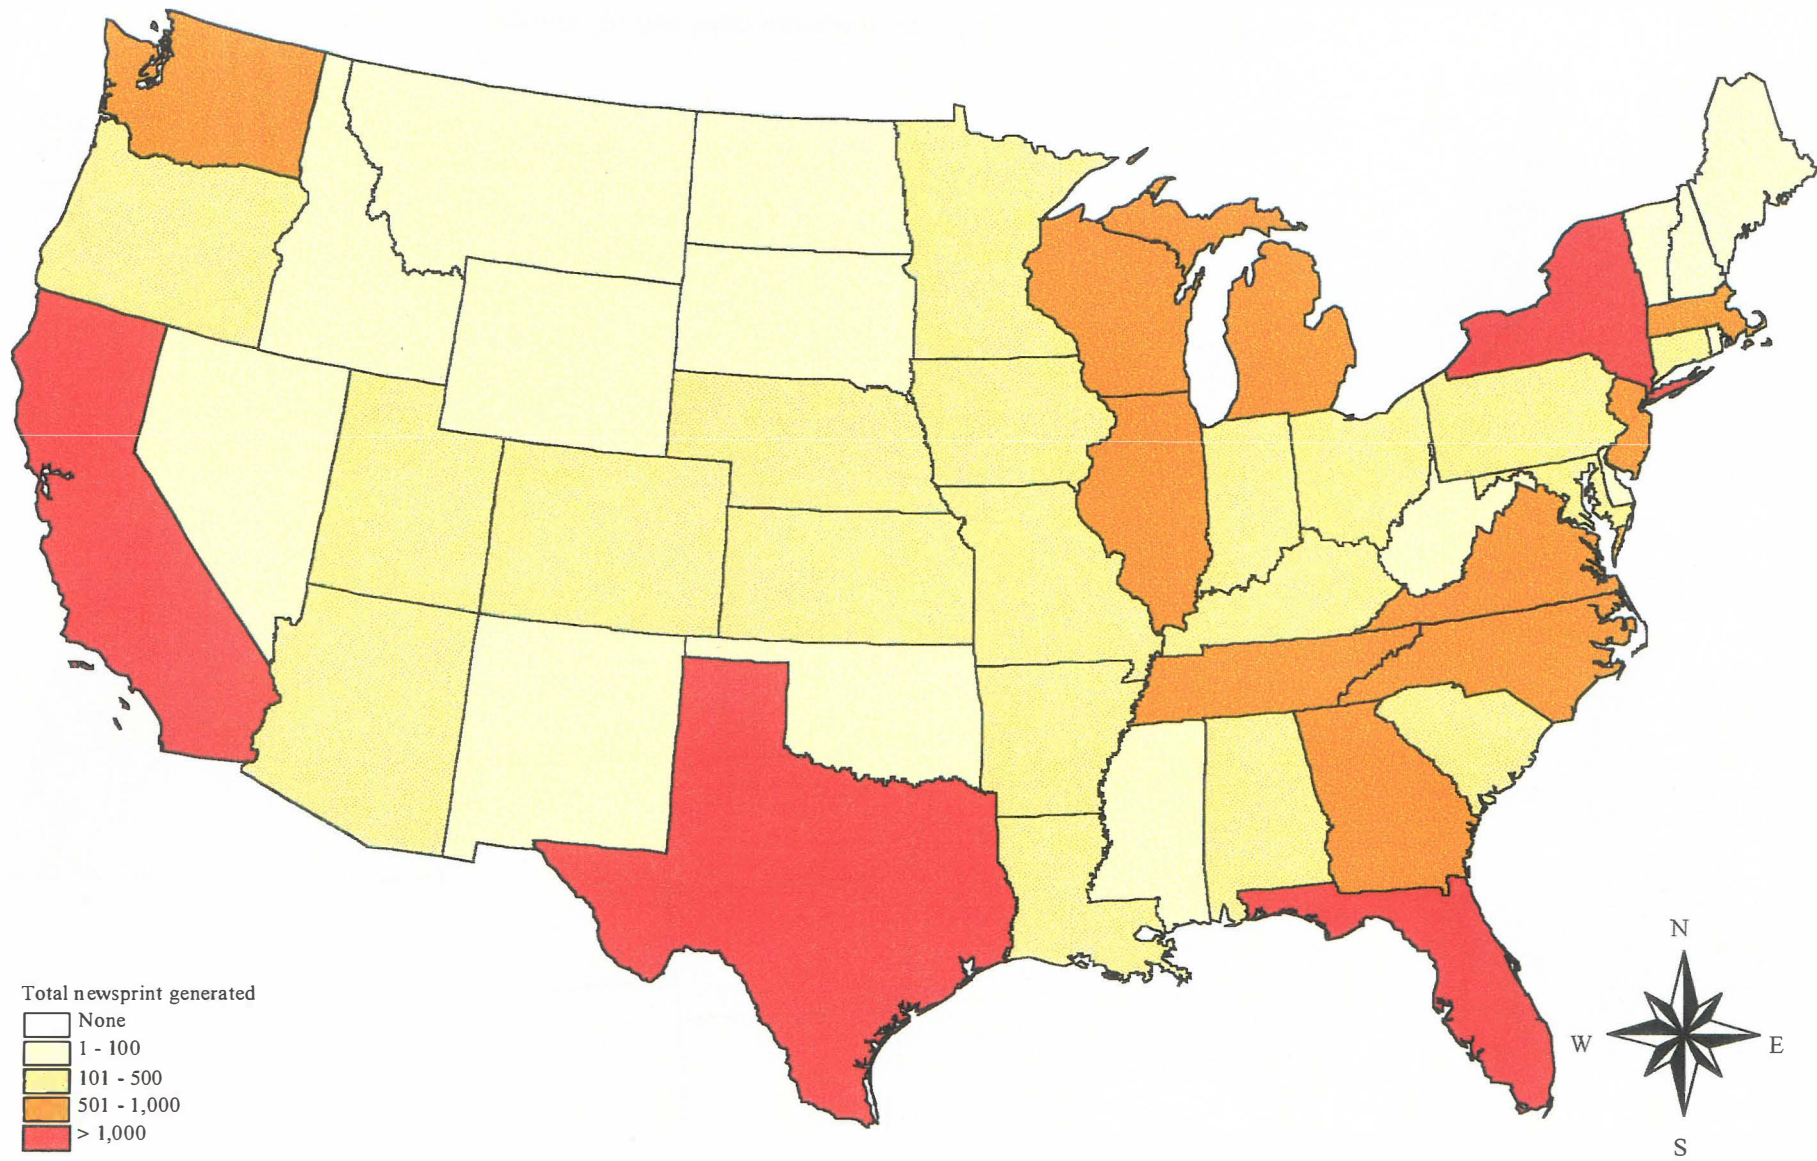 Total newsprint generated
None
1 - 100
101 - 500
501 - 1,000
> 1,000
N
W
E
S